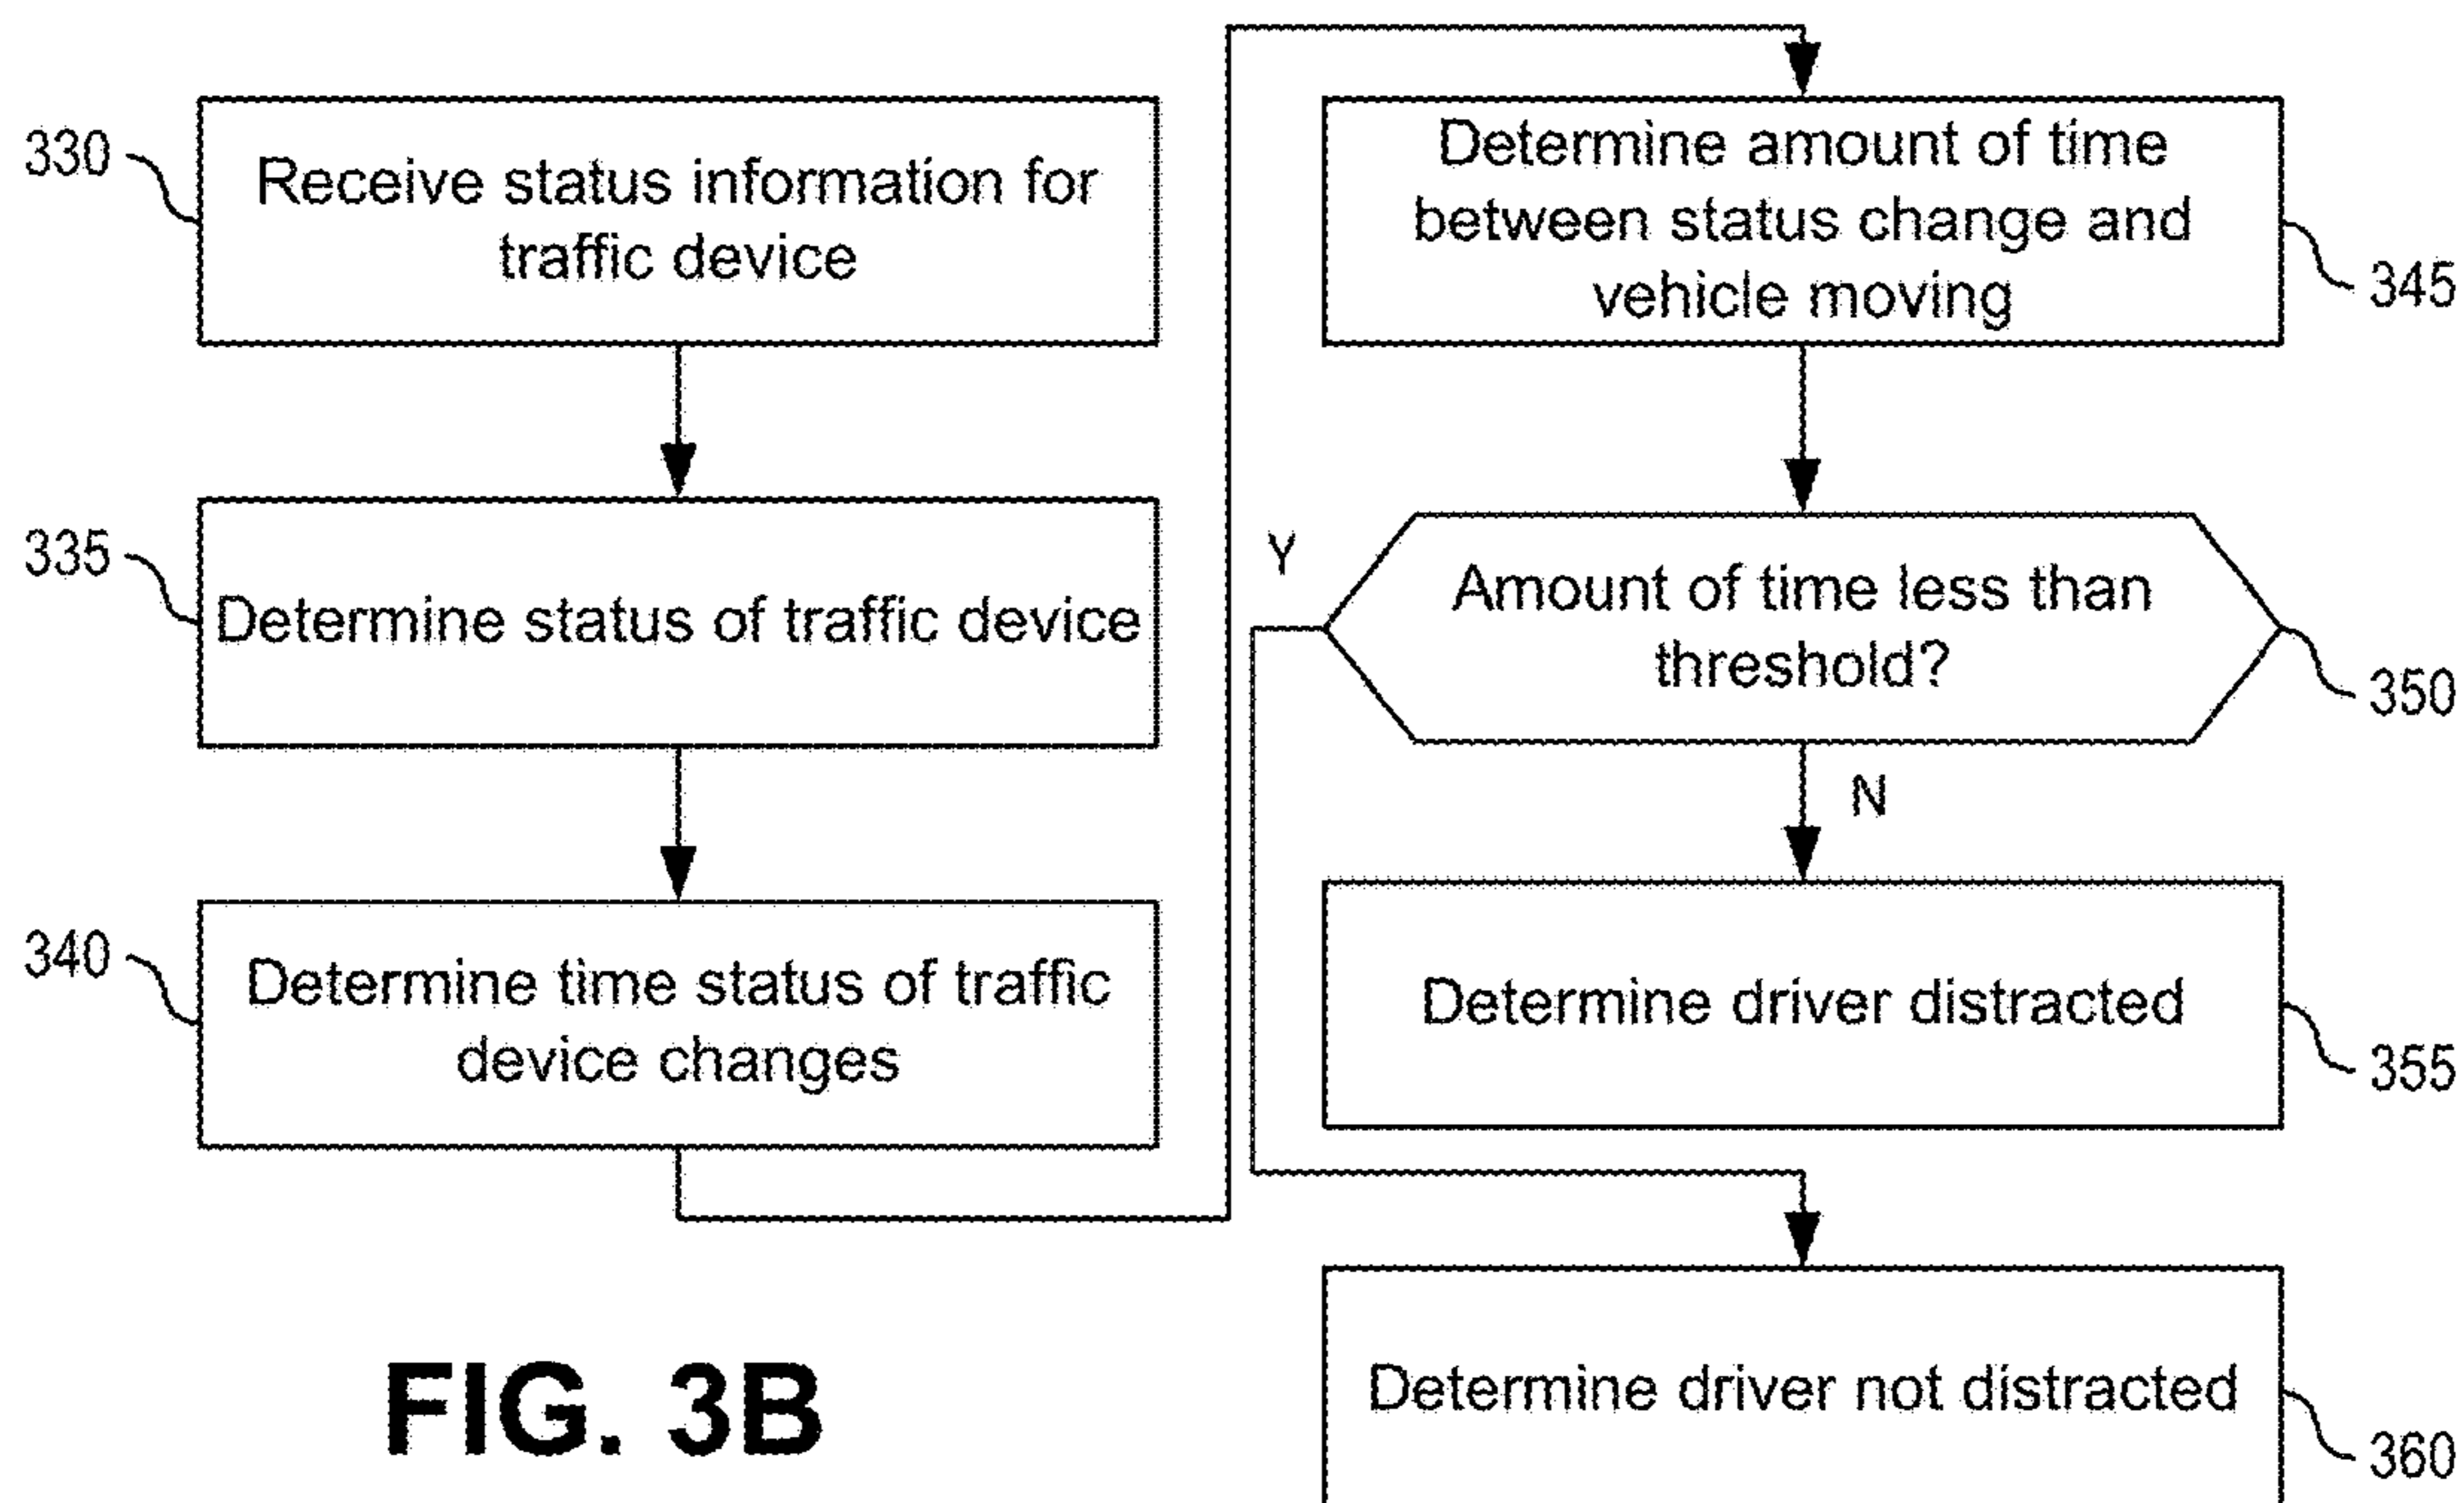 330
Receive status information for
traffic device
335
Determine status of traffic device
340
Determine time status of traffic
device changes
Determine amount of time
between status change and
vehicle moving
345
Y
Amount of time less than
threshold?
350
N
Determine driver distracted
355
Determine driver not distracted
360
FIG. 3B